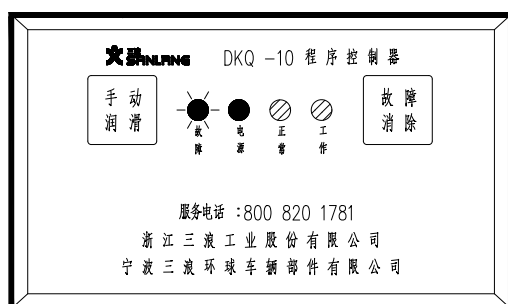 SANLANG DKQ -10 程序控制器
手动
润滑
故障
电源
正常
工作
故障
消除
服务电话 :800 820 1781
浙江三浪工业股份有限公司
宁波三浪环球车辆部件有限公司